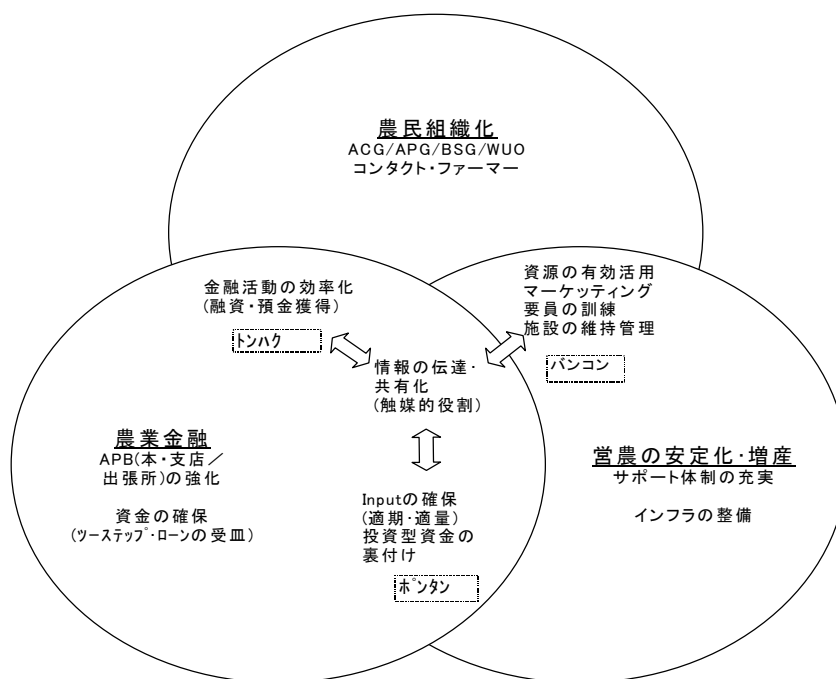 農民組織化
ACG/APG/BSG/WUO
コンタクト・ファーマー
金融活動の効率化
(融資・預金獲得)
トンハク
資源の有効活用
マーケッティング
要員の訓練
施設の維持管理
バンコン
情報の伝達・
共有化
(触媒的役割)
農業金融
APB(本・支店／
出張所)の強化
資金の確保
(ツーステップ・ローンの受皿)
Inputの確保
(適期・適量)
投資型資金の
裏付け
ポンタン
営農の安定化・増産
サポート体制の充実
インフラの整備